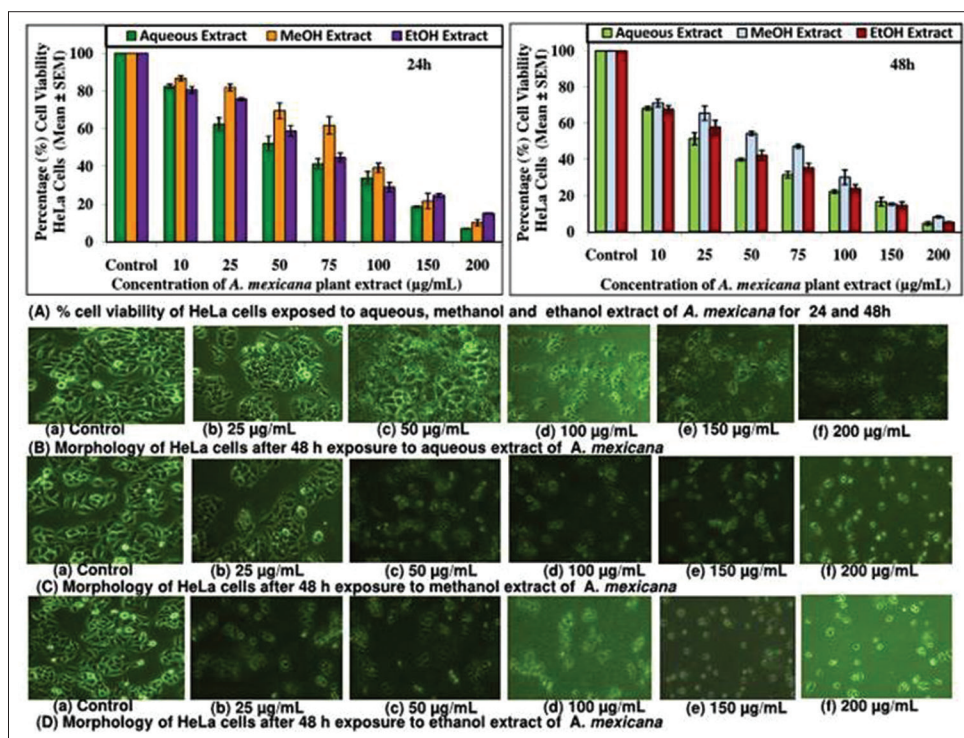 Aqueous Extract MeOH Extract EtOH Extract
24h
Percentage (%) Cell Viability
HeLa Cells (Mean ± SEM)
100
80
60
40
20
0
Control 10 25 50 75 100 150 200
Concentration of A. mexicana plant extract (µg/mL)
Aqueous Extract MeOH Extract EtOH Extract
48h
Percentage (%) Cell Viability
HeLa Cells (Mean ± SEM)
100
80
60
40
20
0
Control 10 25 50 75 100 150 200
Concentration of A. mexicana plant extract (µg/mL)
(A) % cell viability of HeLa cells exposed to aqueous, methanol and ethanol extract of A. mexicana for 24 and 48h
(a) Control (b) 25 µg/mL (c) 50 µg/mL (d) 100 µg/mL (e) 150 µg/mL (f) 200 µg/mL
(B) Morphology of HeLa cells after 48 h exposure to aqueous extract of A. mexicana
(a) Control (b) 25 µg/mL (c) 50 µg/mL (d) 100 µg/mL (e) 150 µg/mL (f) 200 µg/mL
(C) Morphology of HeLa cells after 48 h exposure to methanol extract of A. mexicana
(a) Control (b) 25 µg/mL (c) 50 µg/mL (d) 100 µg/mL (e) 150 µg/mL (f) 200 µg/mL
(D) Morphology of HeLa cells after 48 h exposure to ethanol extract of A. mexicana